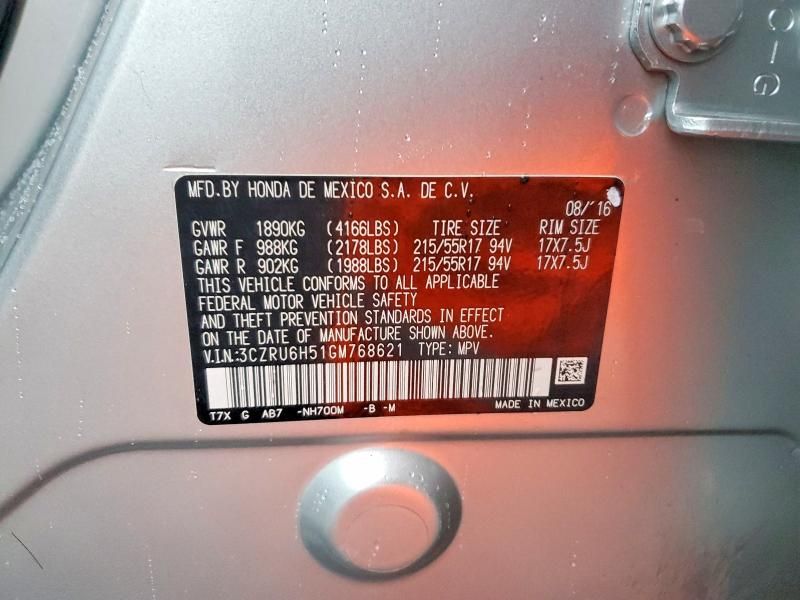 O-G
MFD.BY HONDA DE MEXICO S.A. DE C.V.
08/'16
GVWR 1890KG (4166LBS) TIRE SIZE RIM SIZE
GAWR F 988KG (2178LBS) 215/55R17 94V 17X7.5J
GAWR R 902KG (1988LBS) 215/55R17 94V 17X7.5J
THIS VEHICLE CONFORMS TO ALL APPLICABLE
FEDERAL MOTOR VEHICLE SAFETY
AND THEFT PREVENTION STANDARDS IN EFFECT
ON THE DATE OF MANUFACTURE SHOWN ABOVE.
V.I.N.:3CZRU6H51GM768621 TYPE: MPV
T7X G AB7 -NH700M -B -M MADE IN MEXICO